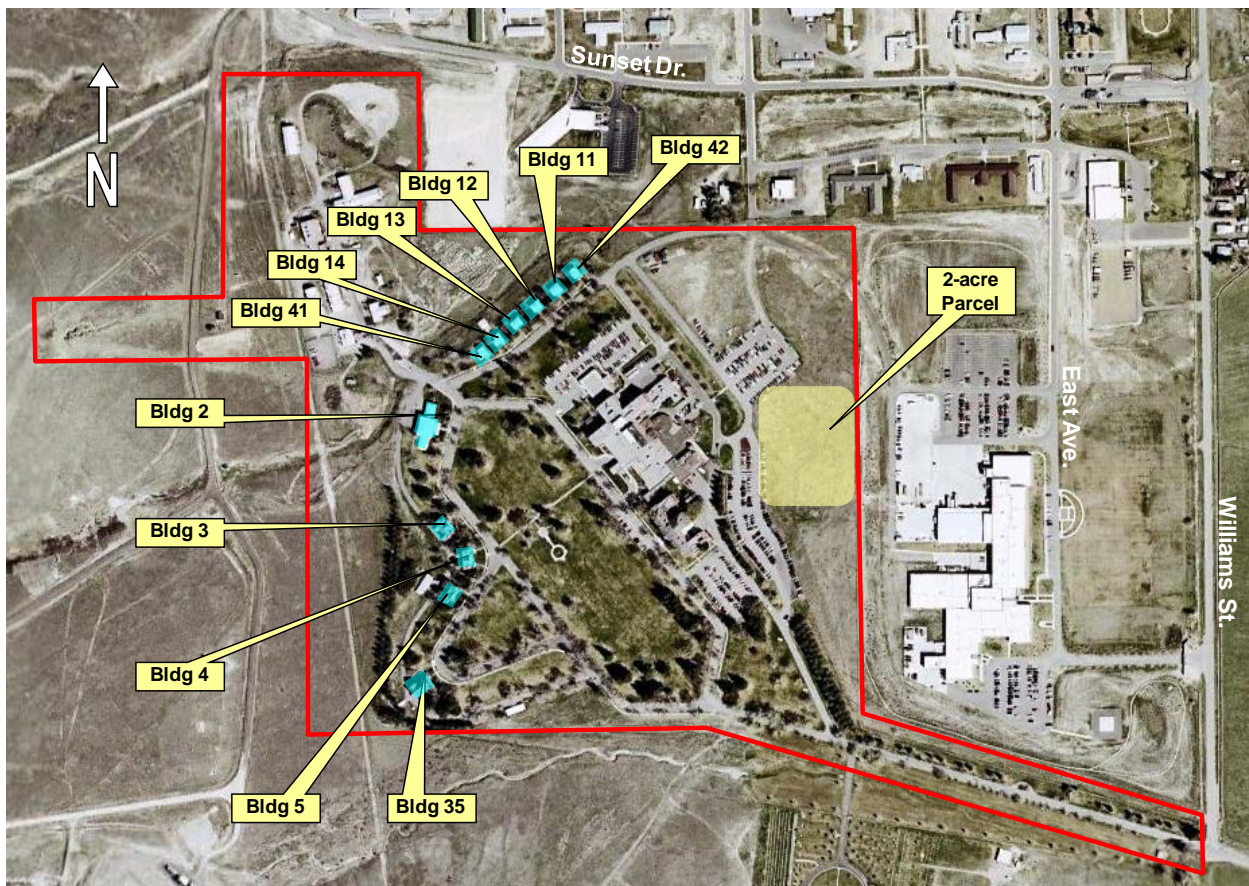 Sunset Dr.
N
Bldg 11
Bldg 42
Bldg 12
Bldg 13
Bldg 14
Bldg 41
2-acre
Parcel
Bldg 2
East Ave.
Bldg 3
Williams St.
Bldg 4
Bldg 5
Bldg 35